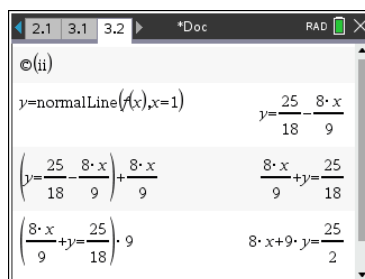 2.1 3.1 3.2 *Doc RAD
©(ii)
y=normalLine(f(x),x=1) y=25/18-8·x/9
(y=25/18-8·x/9)+8·x/9 8·x/9+y=25/18
(8·x/9+y=25/18)·9 8·x+9·y=25/2